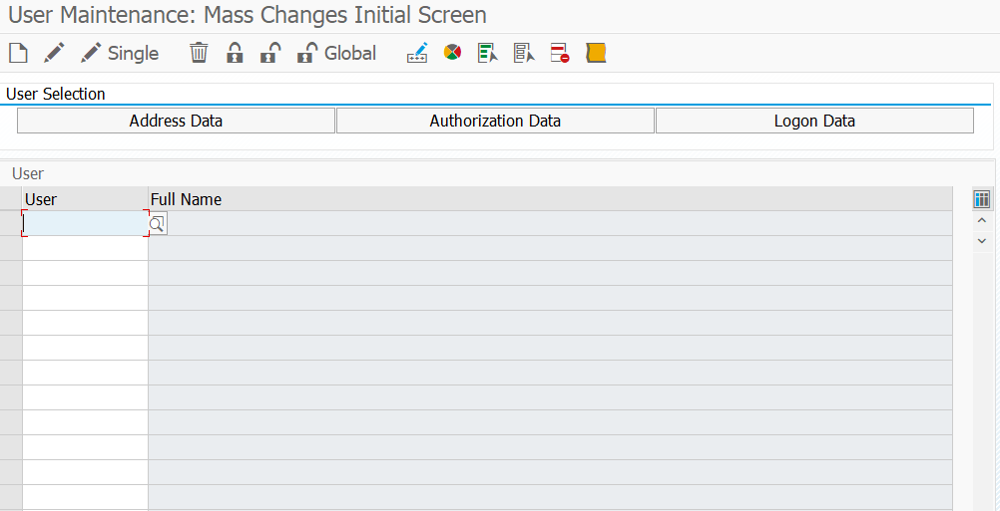 User Maintenance: Mass Changes Initial Screen
Single Global
User Selection
Address Data Authorization Data Logon Data
User
User Full Name